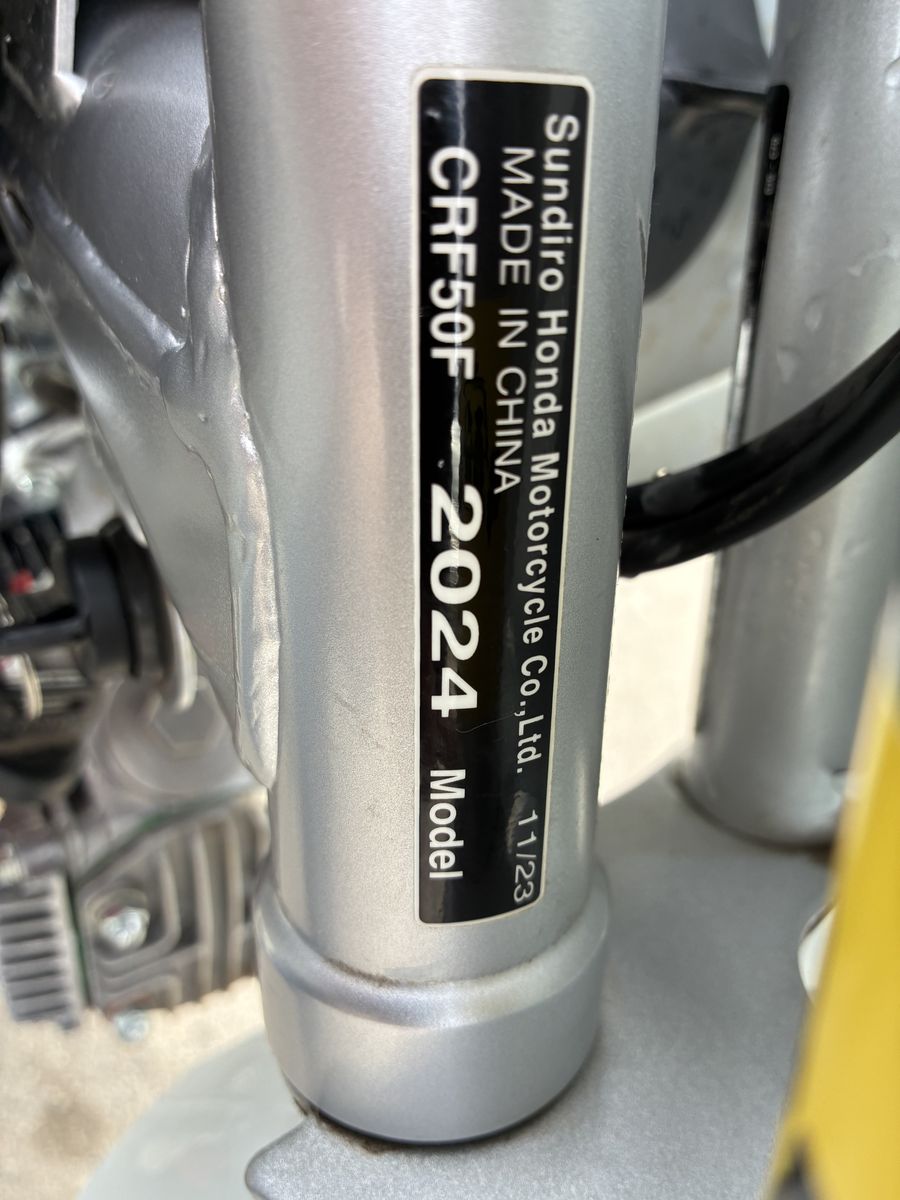 Sundiro Honda Motorcycle Co.,Ltd. 11/23
MADE IN CHINA
CRF50F 2024 Model